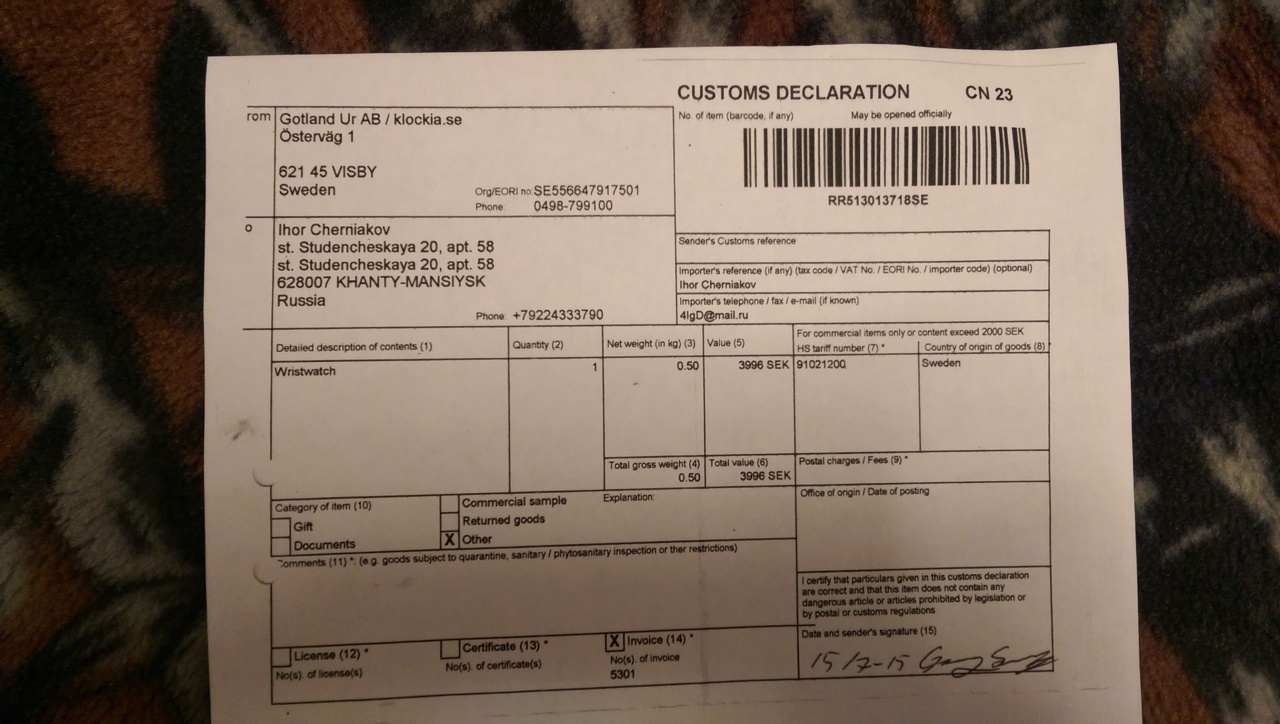 CUSTOMS DECLARATION CN 23
rom
Gotland Ur AB / klockia.se
Österväg 1
621 45 VISBY
Sweden
Org/EORI no: SE556647917501
Phone: 0498-799100
No. of item (barcode, if any) May be opened officially
RR513013718SE
o
Ihor Cherniakov
st. Studencheskaya 20, apt. 58
st. Studencheskaya 20, apt. 58
628007 KHANTY-MANSIYSK
Russia
Phone: +79224333790
Sender's Customs reference
Importer's reference (if any) (tax code / VAT No. / EORI No. / importer code) (optional)
Ihor Cherniakov
Importer's telephone / fax / e-mail (if known)
4IgD@mail.ru
Detailed description of contents (1) Quantity (2) Net weight (in kg) (3) Value (5)
For commercial items only or content exceed 2000 SEK
HS tariff number (7) * Country of origin of goods (8)
Wristwatch 1 0.50 3996 SEK 91021200 Sweden
Total gross weight (4) Total value (6) Postal charges / Fees (9) *
0.50 3996 SEK
Category of item (10)
Gift
Documents
Commercial sample
Returned goods
X Other
Explanation:
Office of origin / Date of posting
omments (11) *: (e.g. goods subject to quarantine, sanitary / phytosanitary inspection or ther restrictions)
I certify that particulars given in this customs declaration
are correct and that this item does not contain any
dangerous article or articles prohibited by legislation or
by postal or customs regulations
Date and sender's signature (15)
15/7-15
License (12) *
No(s). of license(s)
Certificate (13) *
No(s). of certificate(s)
X Invoice (14) *
No(s). of invoice
5301